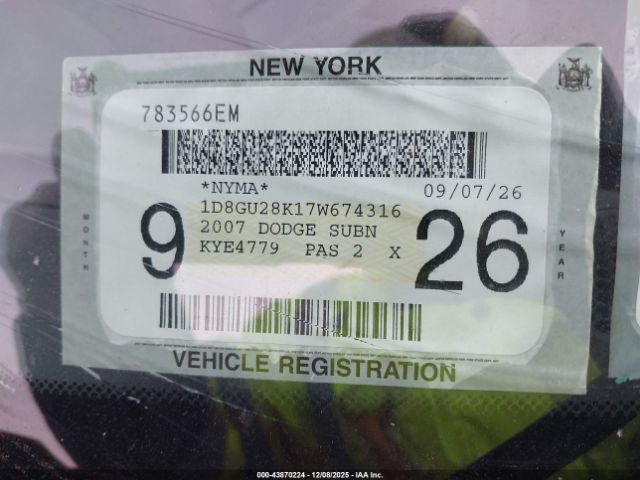 NEW YORK
783566EM
*NYMA* 09/07/26
1D8GU28K17W674316
2007 DODGE SUBN
KYE4779 PAS 2 X
MONTH
9
26
YEAR
VEHICLE REGISTRATION
000-43870224 - 12/08/2025 - IAA Inc.